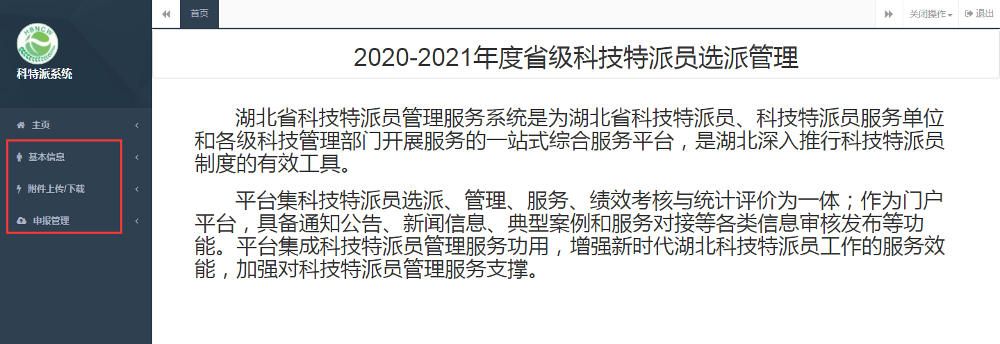 HBNCW
科特派系统
主页
基本信息
附件上传/下载
申报管理
首页
关闭操作
退出
2020-2021年度省级科技特派员选派管理
湖北省科技特派员管理服务系统是为湖北省科技特派员、科技特派员服务单位
和各级科技管理部门开展服务的一站式综合服务平台，是湖北深入推行科技特派员
制度的有效工具。
平台集科技特派员选派、管理、服务、绩效考核与统计评价为一体；作为门户
平台，具备通知公告、新闻信息、典型案例和服务对接等各类信息审核发布等功
能。平台集成科技特派员管理服务功用，增强新时代湖北科技特派员工作的服务效
能，加强对科技特派员管理服务支撑。